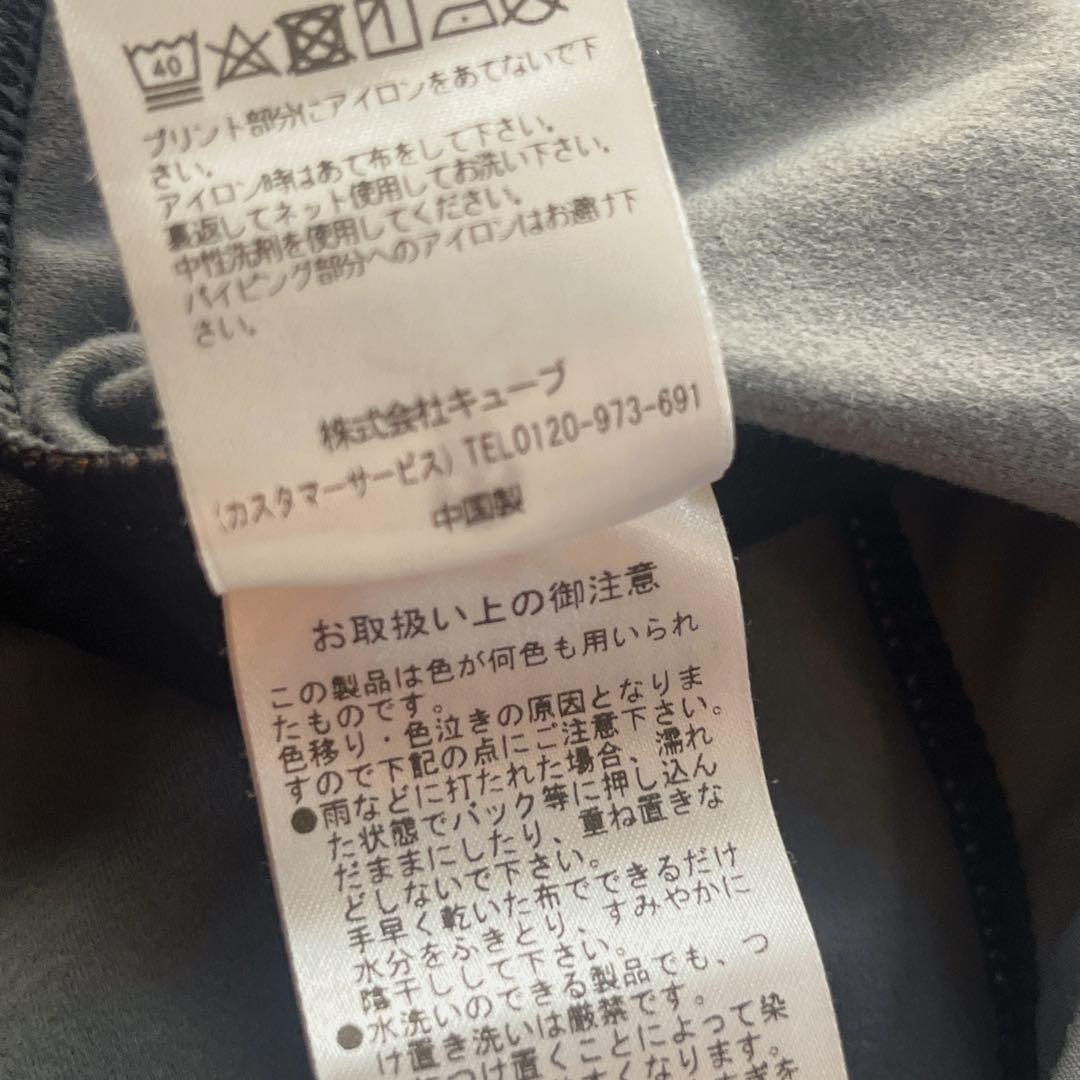 40
プリント部分にアイロンをあてないで下
さい。
アイロン時はあて布をして下さい。
裏返してネット使用してお洗い下さい。
中性洗剤を使用してください。
パイピング部分へのアイロンはお避け下
さい。
株式会社キューブ
(カスタマーサービス) TEL0120-973-691
中国製
お取扱い上の御注意
この製品は色が何色も用いられ
たものです。
色移り・色泣きの原因となりま
すので下記の点にご注意下さい。
●雨などに打たれた場合、濡れ
た状態でバック等に押し込ん
だままにしたり、重ね置きな
どしないで下さい。
手早く乾いた布でできるだけ
水分をふきとり、すみやかに
陰干しして下さい。
●水洗いのできる製品でも、つ
け置き洗いは厳禁です。
つけ置くことによって染
くなります。